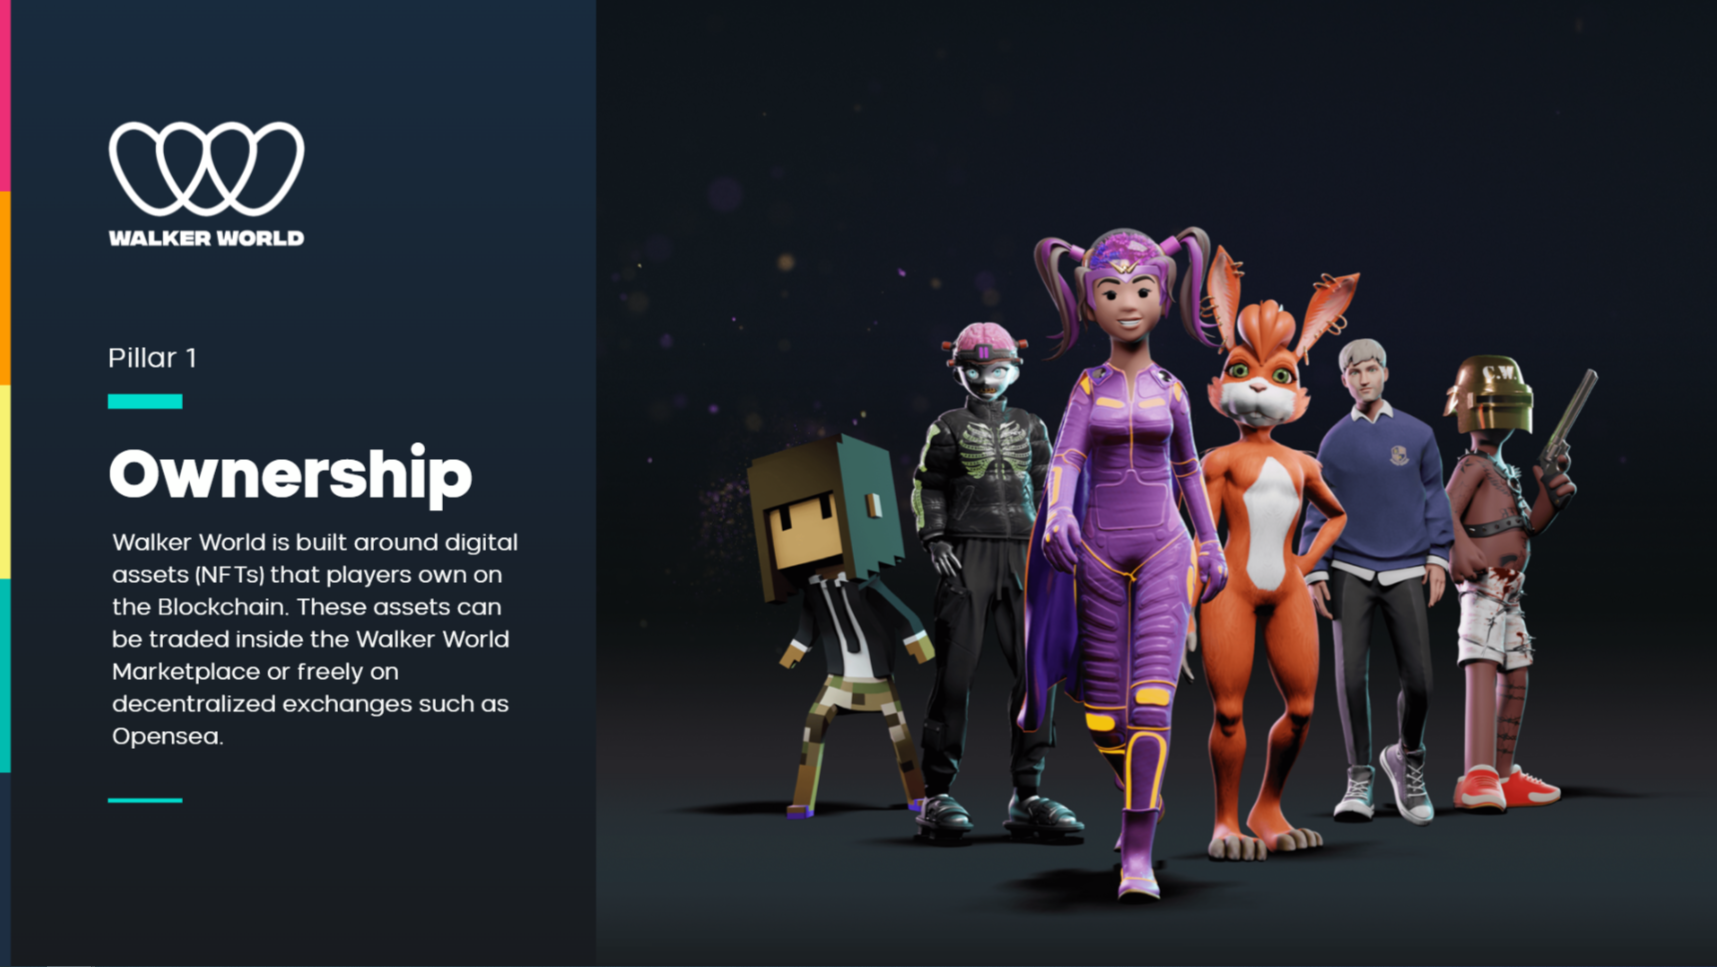 WALKER WORLD
Pillar 1
Ownership
Walker World is built around digital
assets (NFTs) that players own on
the Blockchain. These assets can
be traded inside the Walker World
Marketplace or freely on
decentralized exchanges such as
Opensea.
C.W.